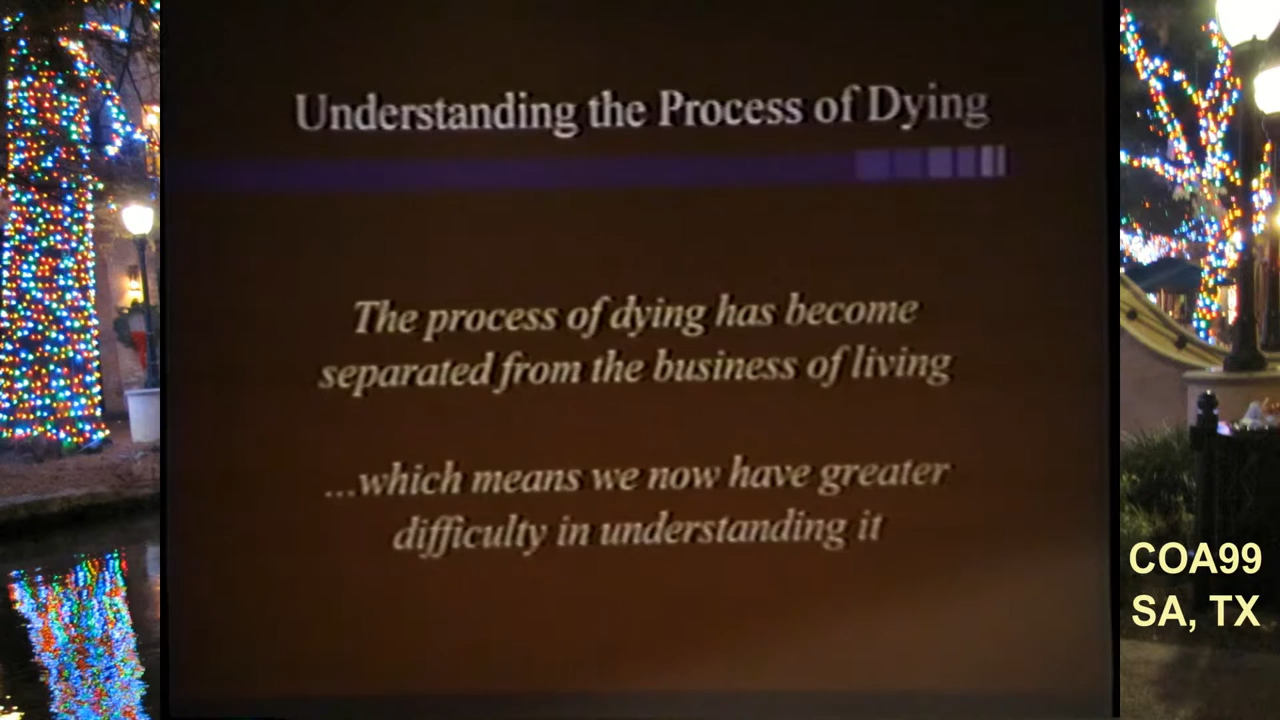 Understanding the Process of Dying
The process of dying has become
separated from the business of living
...which means we now have greater
difficulty in understanding it
COA99
SA, TX